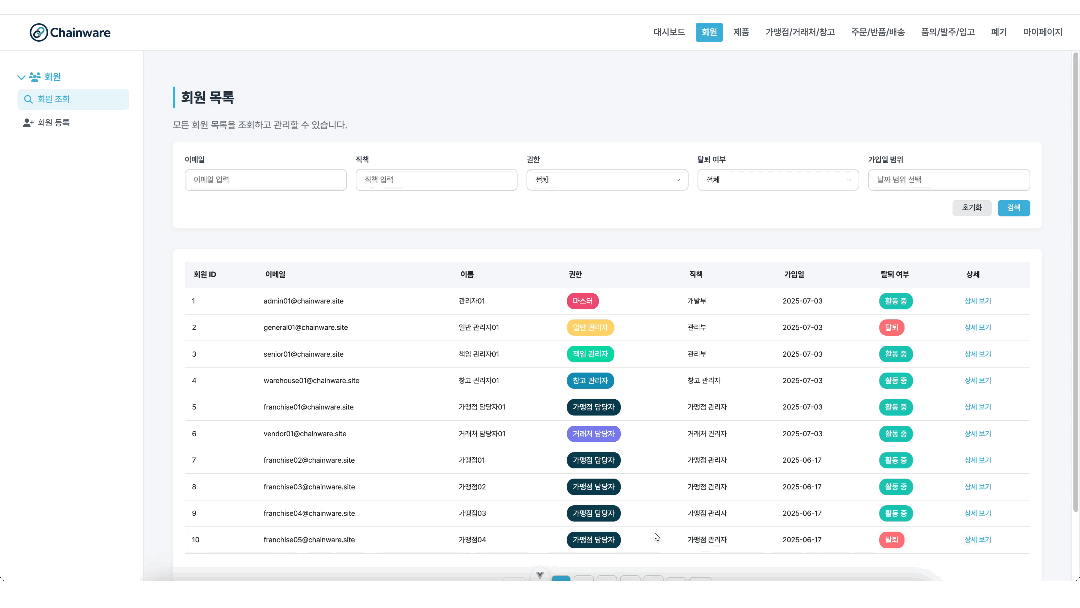 Chainware
대시보드 회원 제품 가맹점/거래처/창고 주문/반품/배송 품의/발주/입고 폐기 마이페이지
회원
회원 조회
회원 등록
회원 목록
모든 회원 목록을 조회하고 관리할 수 있습니다.
이메일 직책 권한 탈퇴 여부 가입일 범위
이메일 입력 직책 입력 전체 전체 날짜 범위 선택
초기화 검색
회원 ID 이메일 이름 권한 직책 가입일 탈퇴 여부 상세
1 admin01@chainware.site 관리자01 마스터 개발부 2025-07-03 활동 중 상세 보기
2 general01@chainware.site 일반 관리자01 일반 관리자 관리부 2025-07-03 탈퇴 상세 보기
3 senior01@chainware.site 책임 관리자01 책임 관리자 관리부 2025-07-03 활동 중 상세 보기
4 warehouse01@chainware.site 창고 관리자01 창고 관리자 창고 관리자 2025-07-03 활동 중 상세 보기
5 franchise01@chainware.site 가맹점 담당자01 가맹점 담당자 가맹점 관리자 2025-07-03 활동 중 상세 보기
6 vendor01@chainware.site 거래처 담당자01 거래처 담당자 거래처 관리자 2025-07-03 활동 중 상세 보기
7 franchise02@chainware.site 가맹점01 가맹점 담당자 가맹점 관리자 2025-06-17 활동 중 상세 보기
8 franchise03@chainware.site 가맹점02 가맹점 담당자 가맹점 관리자 2025-06-17 활동 중 상세 보기
9 franchise04@chainware.site 가맹점03 가맹점 담당자 가맹점 관리자 2025-06-17 활동 중 상세 보기
10 franchise05@chainware.site 가맹점04 가맹점 담당자 가맹점 관리자 2025-06-17 탈퇴 상세 보기